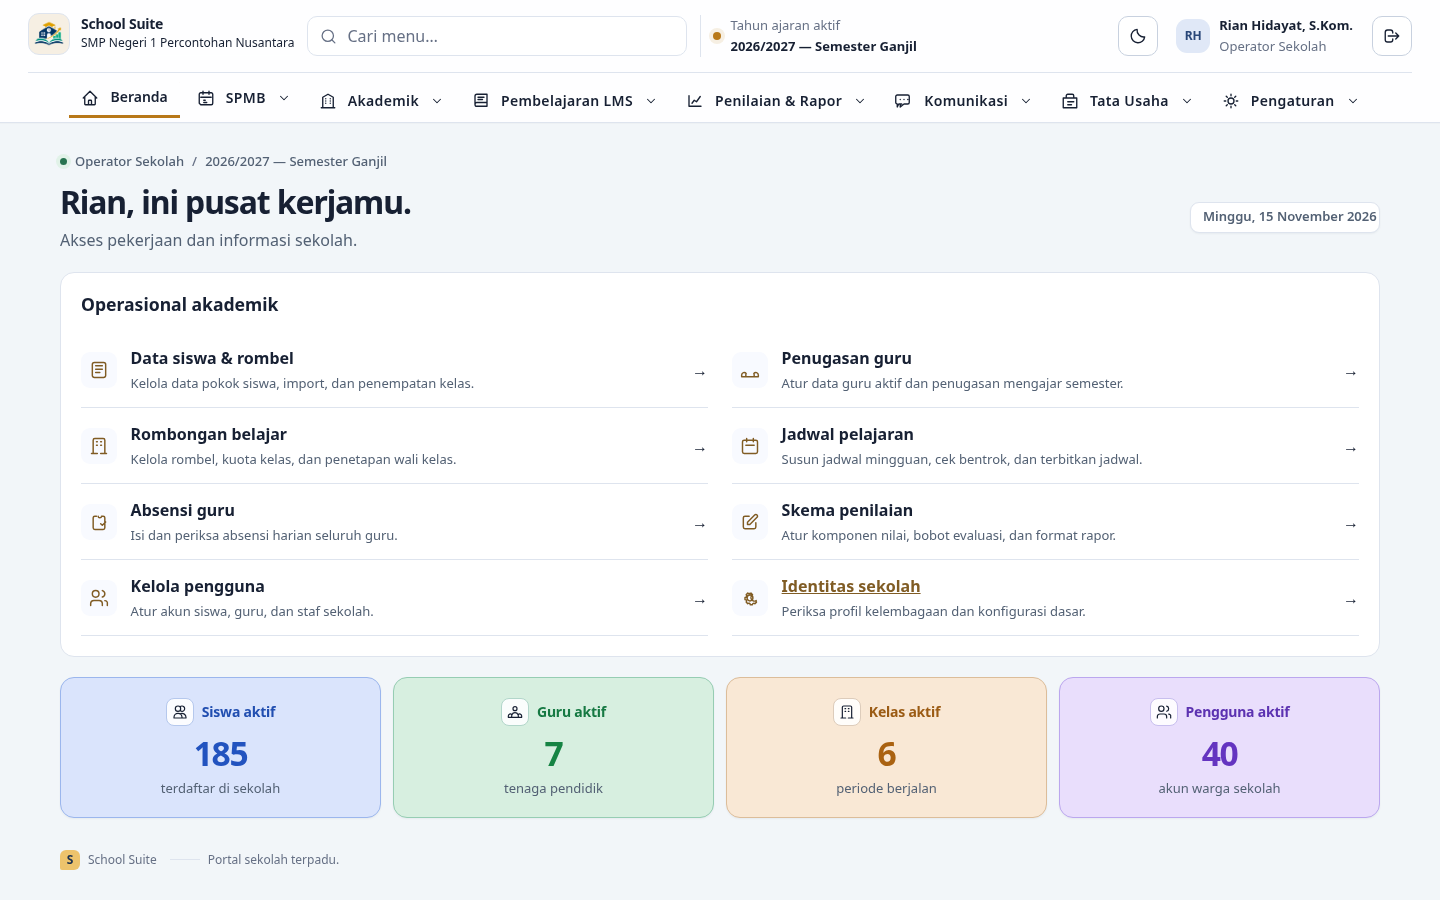 School Suite
SMP Negeri 1 Percontohan Nusantara
Cari menu...
Tahun ajaran aktif
2026/2027 — Semester Ganjil
RH
Rian Hidayat, S.Kom.
Operator Sekolah
Beranda
SPMB
Akademik
Pembelajaran LMS
Penilaian & Rapor
Komunikasi
Tata Usaha
Pengaturan
Operator Sekolah / 2026/2027 — Semester Ganjil
Rian, ini pusat kerjamu.
Akses pekerjaan dan informasi sekolah.
Minggu, 15 November 2026
Operasional akademik
Data siswa & rombel
Kelola data pokok siswa, import, dan penempatan kelas.
→
Penugasan guru
Atur data guru aktif dan penugasan mengajar semester.
→
Rombongan belajar
Kelola rombel, kuota kelas, dan penetapan wali kelas.
→
Jadwal pelajaran
Susun jadwal mingguan, cek bentrok, dan terbitkan jadwal.
→
Absensi guru
Isi dan periksa absensi harian seluruh guru.
→
Skema penilaian
Atur komponen nilai, bobot evaluasi, dan format rapor.
→
Kelola pengguna
Atur akun siswa, guru, dan staf sekolah.
→
Identitas sekolah
Periksa profil kelembagaan dan konfigurasi dasar.
→
Siswa aktif
185
terdaftar di sekolah
Guru aktif
7
tenaga pendidik
Kelas aktif
6
periode berjalan
Pengguna aktif
40
akun warga sekolah
S
School Suite
Portal sekolah terpadu.